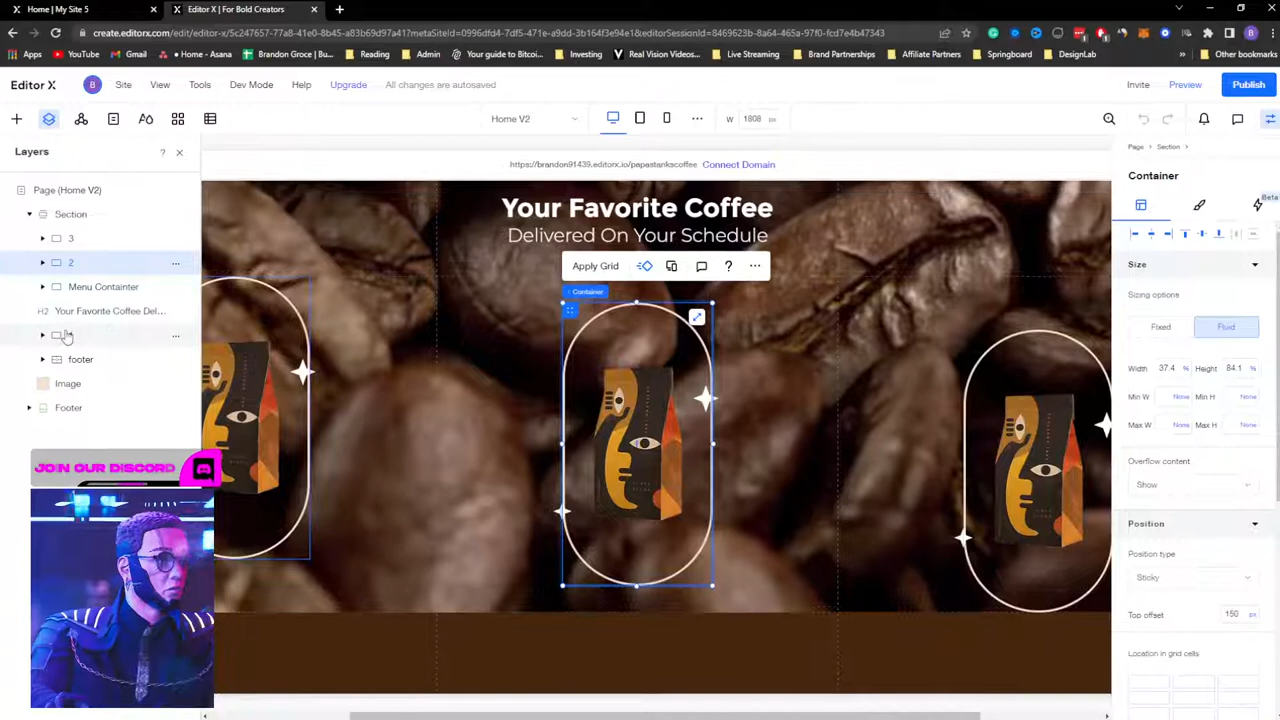 Home | My Site 5
Editor X | For Bold Creators
create.editorx.com/edit/editor-x/5c247657-77a8-41e0-8b45-a83b69d97a41?metaSiteId=0996dfd4-7df5-471e-a9dd-3b16f3e9e1&editorSessionId=8469623b-8a64-465a-97f0-fcd7e4b47343
Apps YouTube Gmail Home - Asana Brandon Groce | Bu... Reading Admin Your guide to Bitcoi... Investing Real Vision Videos... Live Streaming Brand Partnerships Affiliate Partners Springboard DesignLab » Other bookmarks
Editor X B Site View Tools Dev Mode Help Upgrade All changes are autosaved Invite Preview Publish
Home V2 W 1808 px
Layers ?
https://brandon91439.editorx.io/papastankscoffee Connect Domain
Page > Section >
Page (Home V2)
Section
3
2
Menu Containter
H2 Your Favorite Coffee Del...
footer
Image
Footer
Your Favorite Coffee
Delivered On Your Schedule
Apply Grid ?
Container
Container
Beta
Size
Sizing options
Fixed Fluid
Width 37.4 % Height 84.1 %
Min W None Min H None
Max W None Max H None
Overflow content
Show
Position
Position type
Sticky
Top offset 150 px
Location in grid cells
JOIN OUR DISCORD